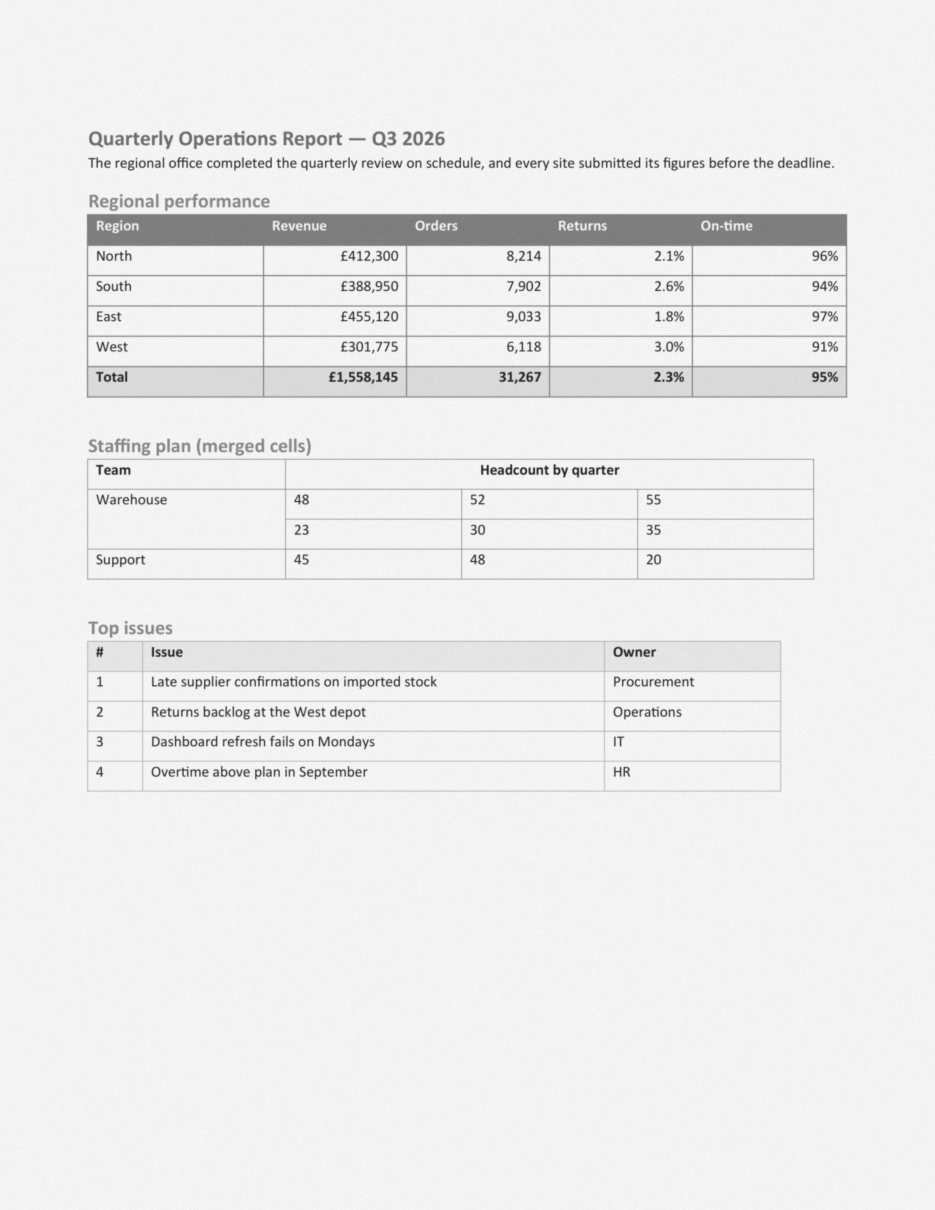 Quarterly Operations Report — Q3 2026
The regional office completed the quarterly review on schedule, and every site submitted its figures before the deadline.
Regional performance
Region Revenue Orders Returns On-time
North £412,300 8,214 2.1% 96%
South £388,950 7,902 2.6% 94%
East £455,120 9,033 1.8% 97%
West £301,775 6,118 3.0% 91%
Total £1,558,145 31,267 2.3% 95%
Staffing plan (merged cells)
Team Headcount by quarter
Warehouse 48 52 55
23 30 35
Support 45 48 20
Top issues
# Issue Owner
1 Late supplier confirmations on imported stock Procurement
2 Returns backlog at the West depot Operations
3 Dashboard refresh fails on Mondays IT
4 Overtime above plan in September HR